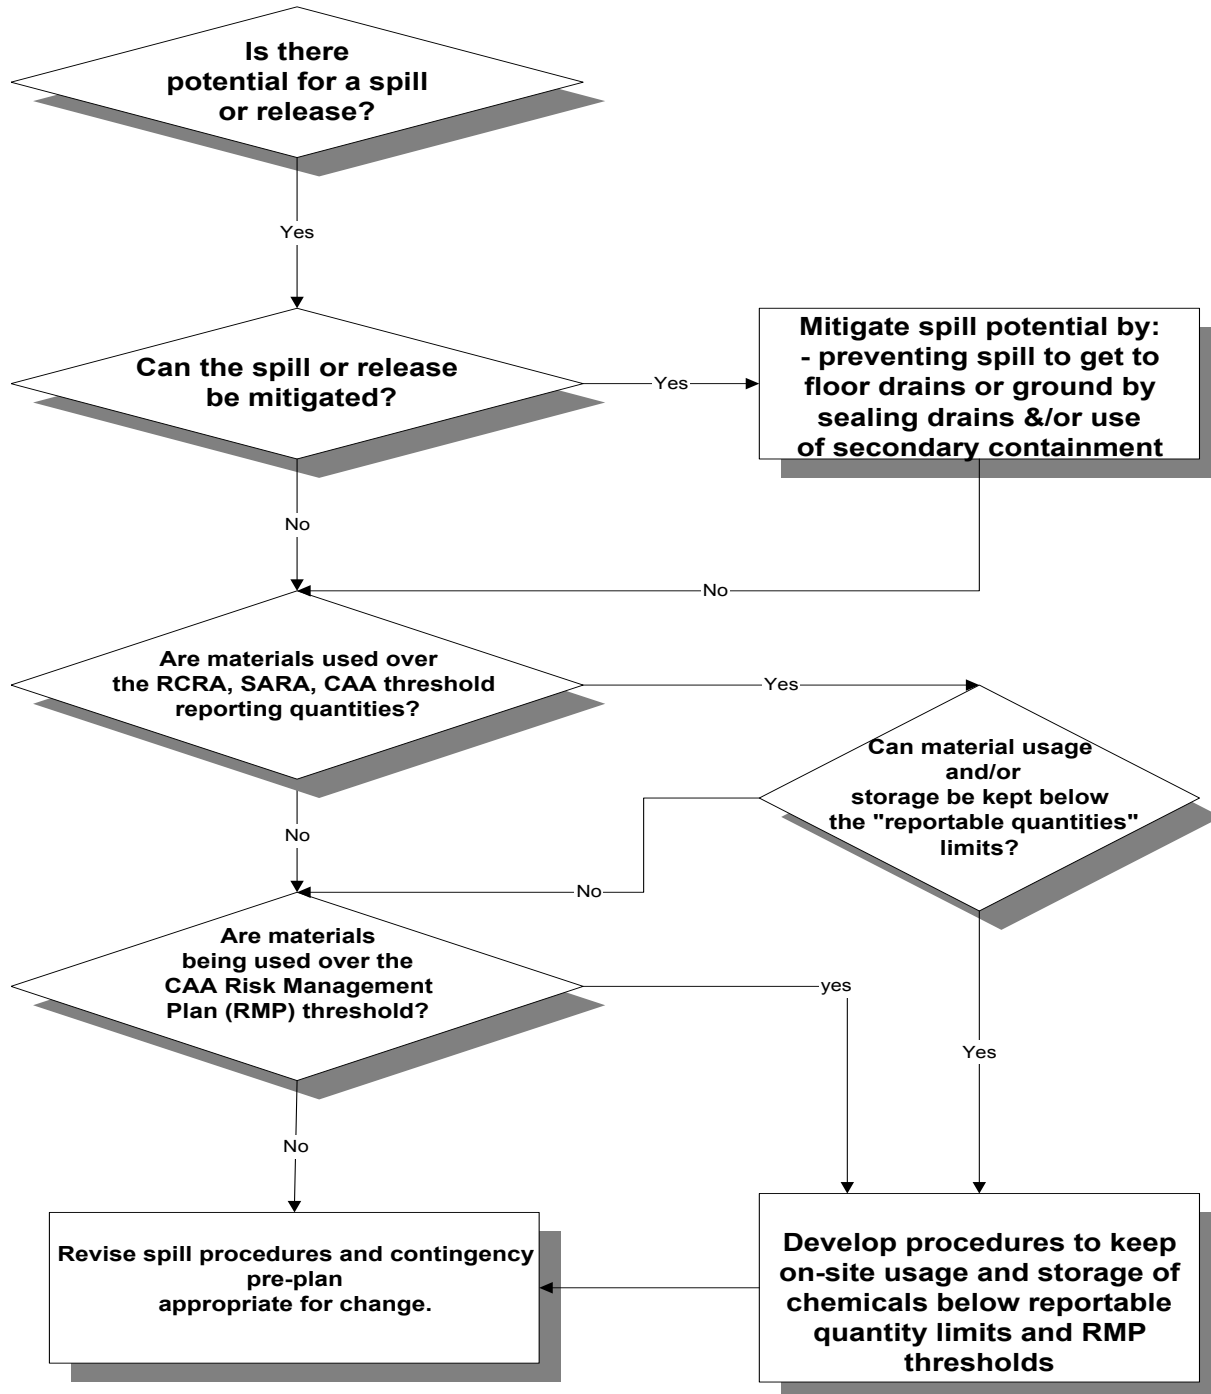 Is there
potential for a spill
or release?
Yes
Can the spill or release
be mitigated?
Yes
Mitigate spill potential by:
- preventing spill to get to
floor drains or ground by
sealing drains &/or use
of secondary containment
No
No
Are materials used over
the RCRA, SARA, CAA threshold
reporting quantities?
Yes
Can material usage
and/or
storage be kept below
the "reportable quantities"
limits?
No
No
Are materials
being used over the
CAA Risk Management
Plan (RMP) threshold?
yes
Yes
No
Revise spill procedures and contingency
pre-plan
appropriate for change.
Develop procedures to keep
on-site usage and storage of
chemicals below reportable
quantity limits and RMP
thresholds